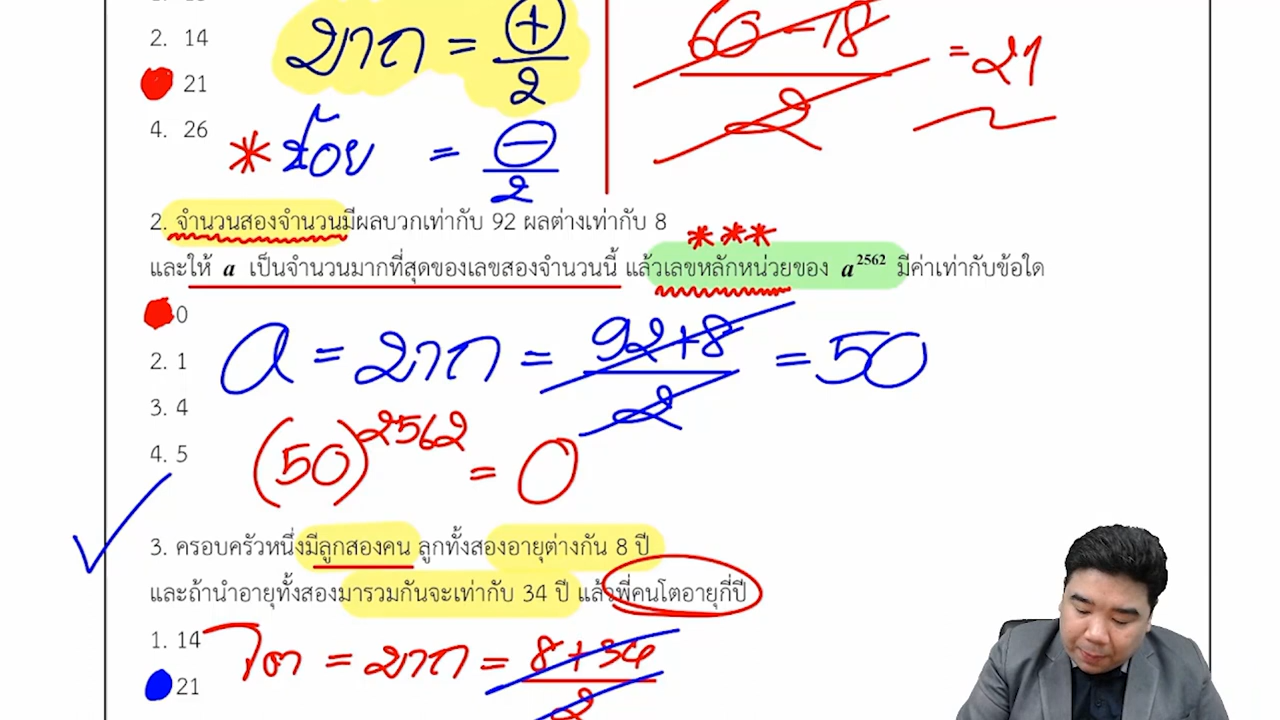 2. 14
21
4. 26
มาก = + / 2
* น้อย = − / 2
60 - 18 / 2 = 21
2. จำนวนสองจำนวนมีผลบวกเท่ากับ 92 ผลต่างเท่ากับ 8
และให้ a เป็นจำนวนมากที่สุดของเลขสองจำนวนนี้ แล้วเลขหลักหน่วยของ a^2562 มีค่าเท่ากับข้อใด
0
2. 1
3. 4
4. 5
a = มาก = 92+8 / 2 = 50
(50)^2562 = 0
3. ครอบครัวหนึ่งมีลูกสองคน ลูกทั้งสองอายุต่างกัน 8 ปี
และถ้านำอายุทั้งสองมารวมกันจะเท่ากับ 34 ปี แล้วพี่คนโตอายุกี่ปี
1. 14
21
โต = มาก = 8+34 / 2